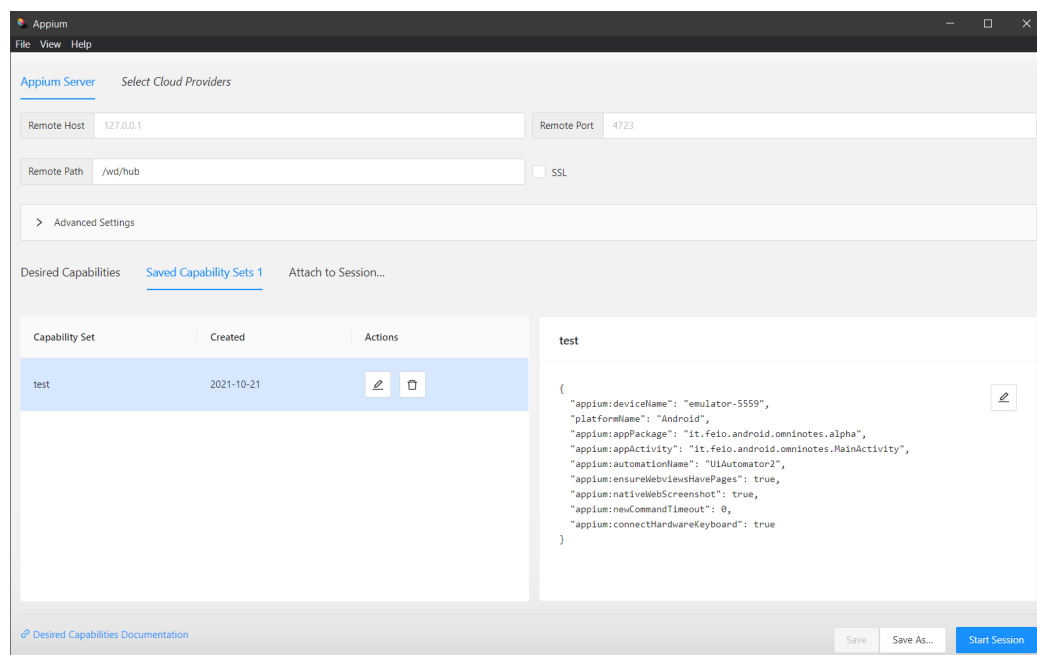 Appium
File View Help
Appium Server Select Cloud Providers
Remote Host 127.0.0.1 Remote Port 4723
Remote Path /wd/hub SSL
Advanced Settings
Desired Capabilities Saved Capability Sets 1 Attach to Session...
Capability Set Created Actions
test 2021-10-21
test
{
"appium:deviceName": "emulator-5559",
"platformName": "Android",
"appium:appPackage": "it.feio.android.omninotes.alpha",
"appium:appActivity": "it.feio.android.omninotes.MainActivity",
"appium:automationName": "UiAutomator2",
"appium:ensureWebviewsHavePages": true,
"appium:nativeWebScreenshot": true,
"appium:newCommandTimeout": 0,
"appium:connectHardwareKeyboard": true
}
Desired Capabilities Documentation
Save Save As... Start Session